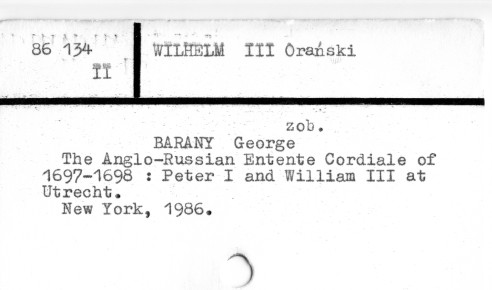 86 134
II
WILHELM III Orański
zob.
BARANY George
The Anglo-Russian Entente Cordiale of
1697-1698 : Peter I and William III at
Utrecht.
New York, 1986.